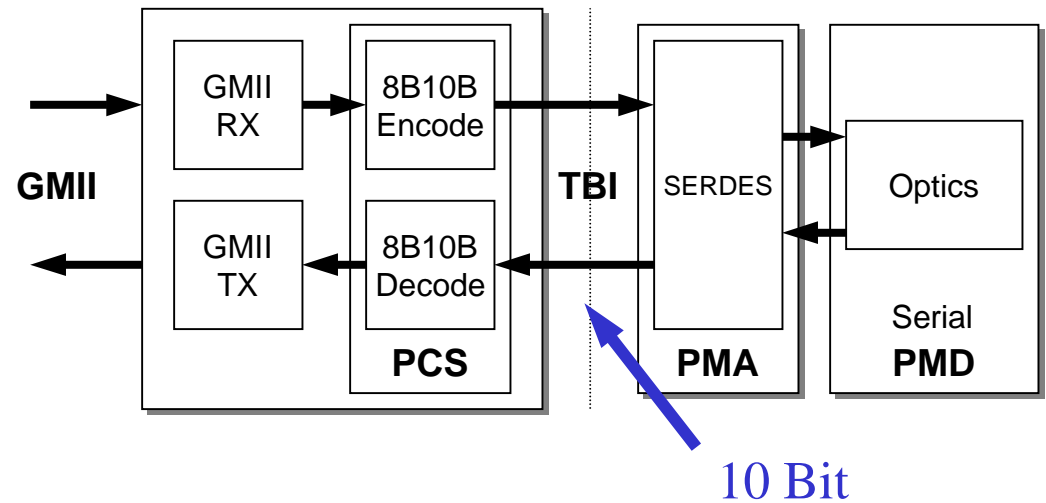 GMII
GMII
RX
8B10B
Encode
GMII
TX
8B10B
Decode
PCS
TBI
SERDES
PMA
Optics
Serial
PMD
10 Bit